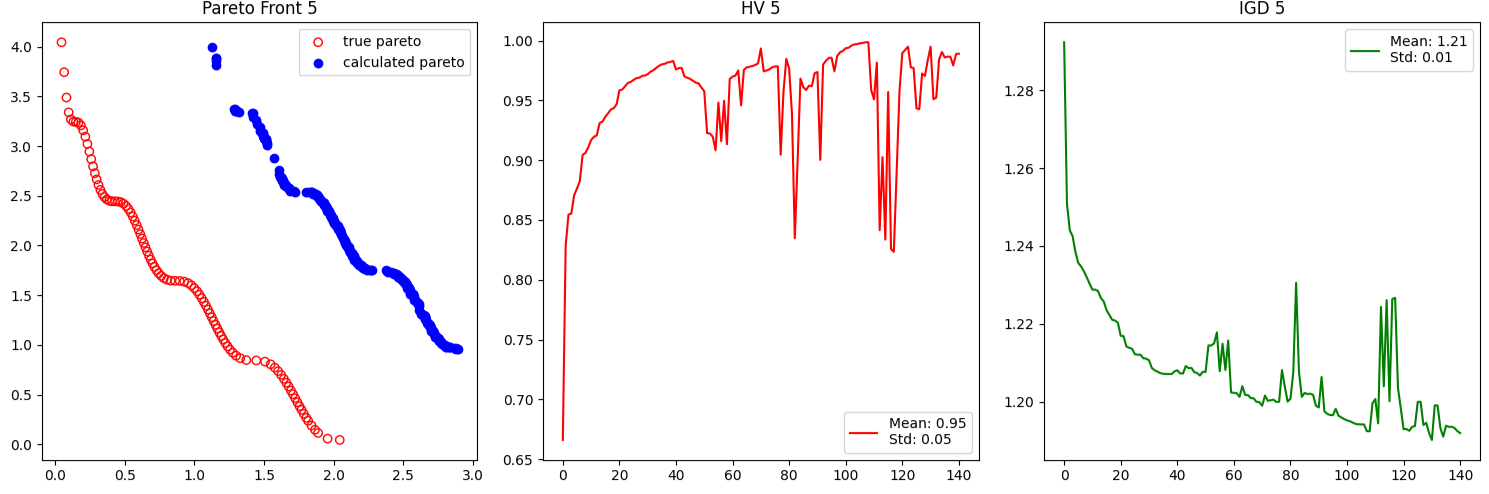 Pareto Front 5
true pareto
calculated pareto
4.0
3.5
3.0
2.5
2.0
1.5
1.0
0.5
0.0
0.0 0.5 1.0 1.5 2.0 2.5 3.0
HV 5
1.00
0.95
0.90
0.85
0.80
0.75
0.70
0.65
Mean: 0.95
Std: 0.05
0 20 40 60 80 100 120 140
IGD 5
Mean: 1.21
Std: 0.01
1.28
1.26
1.24
1.22
1.20
0 20 40 60 80 100 120 140